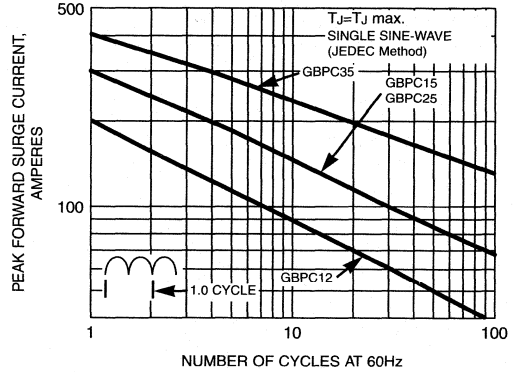 500
TJ=TJ max.
SINGLE SINE-WAVE
(JEDEC Method)
GBPC35
GBPC15
GBPC25
PEAK FORWARD SURGE CURRENT,
AMPERES
100
GBPC12
1.0 CYCLE
1
10
100
NUMBER OF CYCLES AT 60Hz